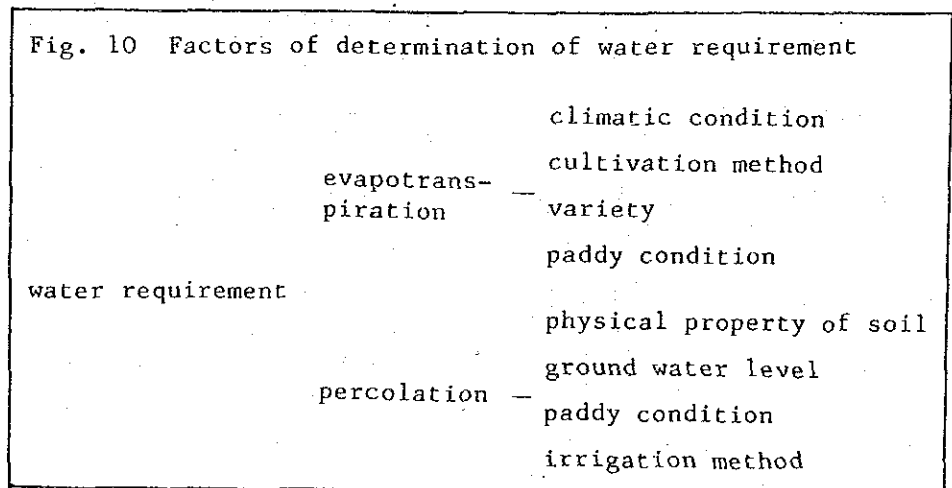 Fig. 10 Factors of determination of water requirement
climatic condition
cultivation method
evapotrans-
piration —
variety
paddy condition
water requirement
physical property of soil
ground water level
percolation —
paddy condition
irrigation method